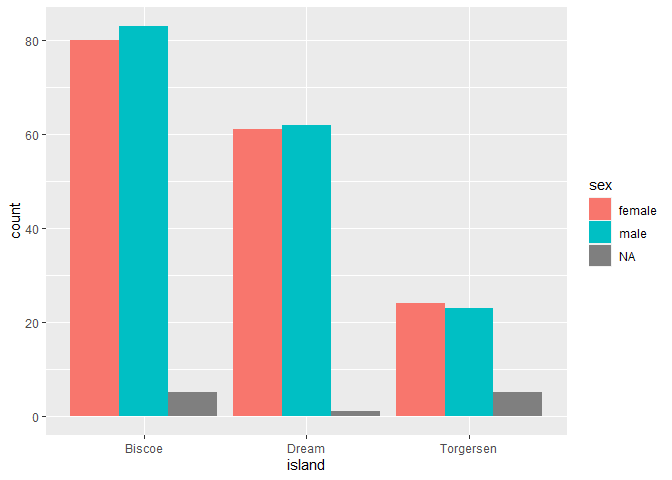 80
60
40
20
0
count
Biscoe Dream Torgersen
island
sex
female
male
NA